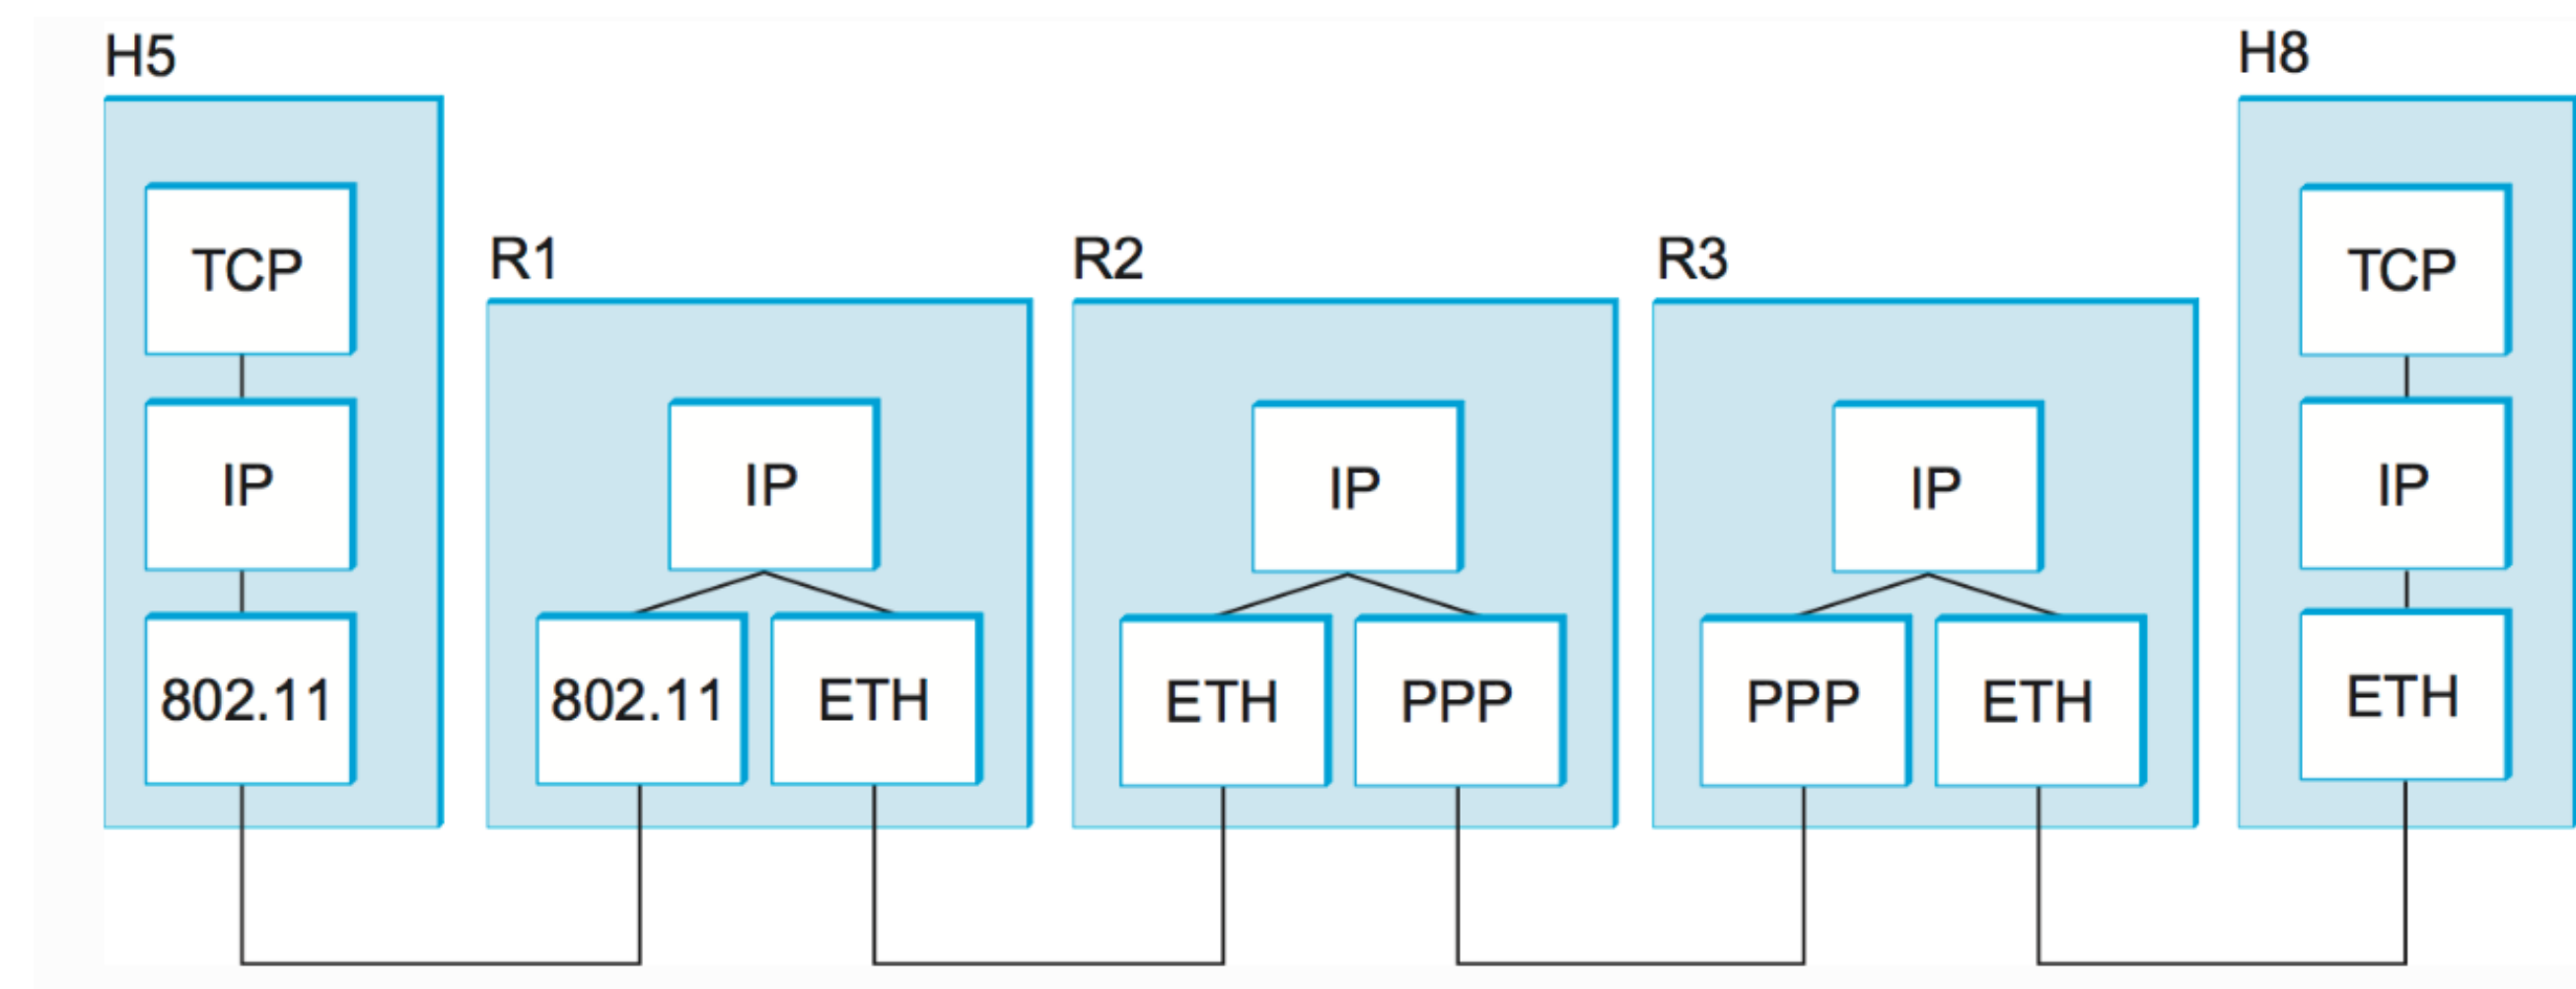 H5
TCP
IP
802.11
R1
IP
802.11 ETH
R2
IP
ETH PPP
R3
IP
PPP ETH
H8
TCP
IP
ETH